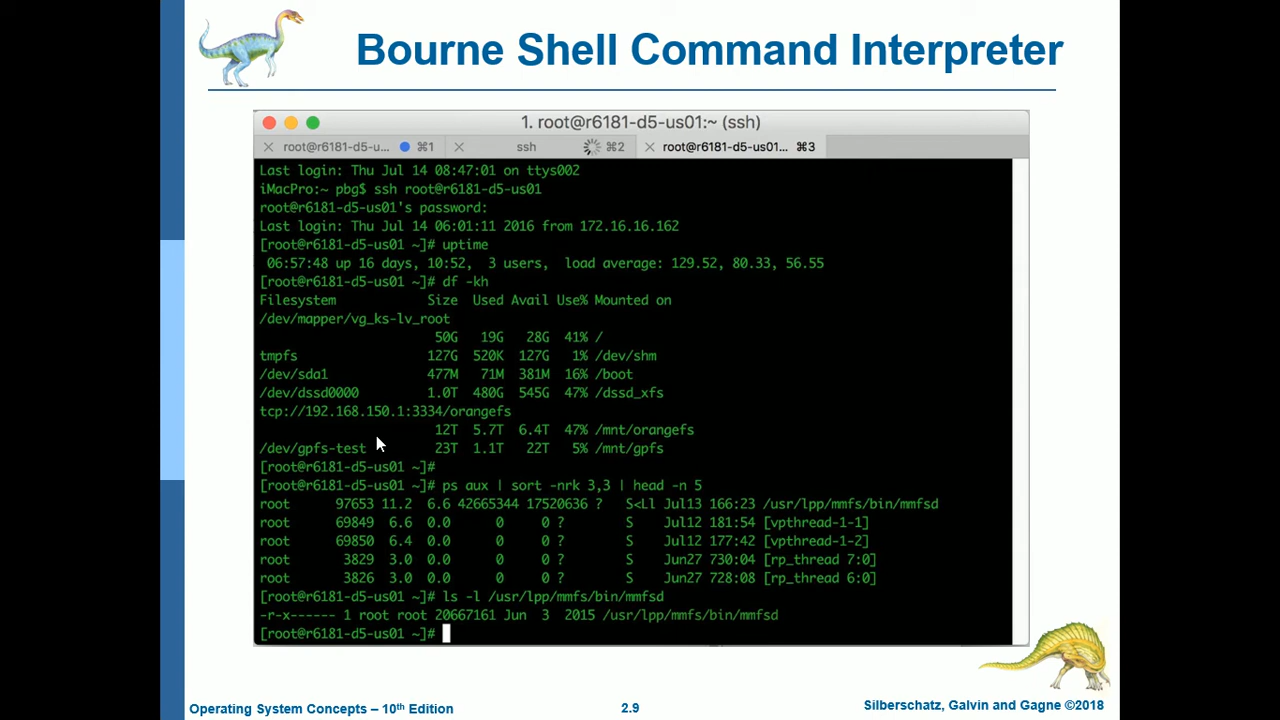 Bourne Shell Command Interpreter
1. root@r6181-d5-us01:~ (ssh)
root@r6181-d5-u... ⌘1 ssh ⌘2 root@r6181-d5-us01... ⌘3
Last login: Thu Jul 14 08:47:01 on ttys002
iMacPro:~ pbg$ ssh root@r6181-d5-us01
root@r6181-d5-us01's password:
Last login: Thu Jul 14 06:01:11 2016 from 172.16.16.162
[root@r6181-d5-us01 ~]# uptime
06:57:48 up 16 days, 10:52, 3 users, load average: 129.52, 80.33, 56.55
[root@r6181-d5-us01 ~]# df -kh
Filesystem Size Used Avail Use% Mounted on
/dev/mapper/vg_ks-lv_root
50G 19G 28G 41% /
tmpfs 127G 520K 127G 1% /dev/shm
/dev/sda1 477M 71M 381M 16% /boot
/dev/dssd0000 1.0T 480G 545G 47% /dssd_xfs
tcp://192.168.150.1:3334/orangefs
12T 5.7T 6.4T 47% /mnt/orangefs
/dev/gpfs-test 23T 1.1T 22T 5% /mnt/gpfs
[root@r6181-d5-us01 ~]#
[root@r6181-d5-us01 ~]# ps aux | sort -nrk 3,3 | head -n 5
root 97653 11.2 6.6 42665344 17520636 ? S<Ll Jul13 166:23 /usr/lpp/mmfs/bin/mmfsd
root 69849 6.6 0.0 0 0 ? S Jul12 181:54 [vpthread-1-1]
root 69850 6.4 0.0 0 0 ? S Jul12 177:42 [vpthread-1-2]
root 3829 3.0 0.0 0 0 ? S Jun27 730:04 [rp_thread 7:0]
root 3826 3.0 0.0 0 0 ? S Jun27 728:08 [rp_thread 6:0]
[root@r6181-d5-us01 ~]# ls -l /usr/lpp/mmfs/bin/mmfsd
-r-x------ 1 root root 20667161 Jun 3 2015 /usr/lpp/mmfs/bin/mmfsd
[root@r6181-d5-us01 ~]#
Operating System Concepts – 10th Edition 2.9 Silberschatz, Galvin and Gagne ©2018